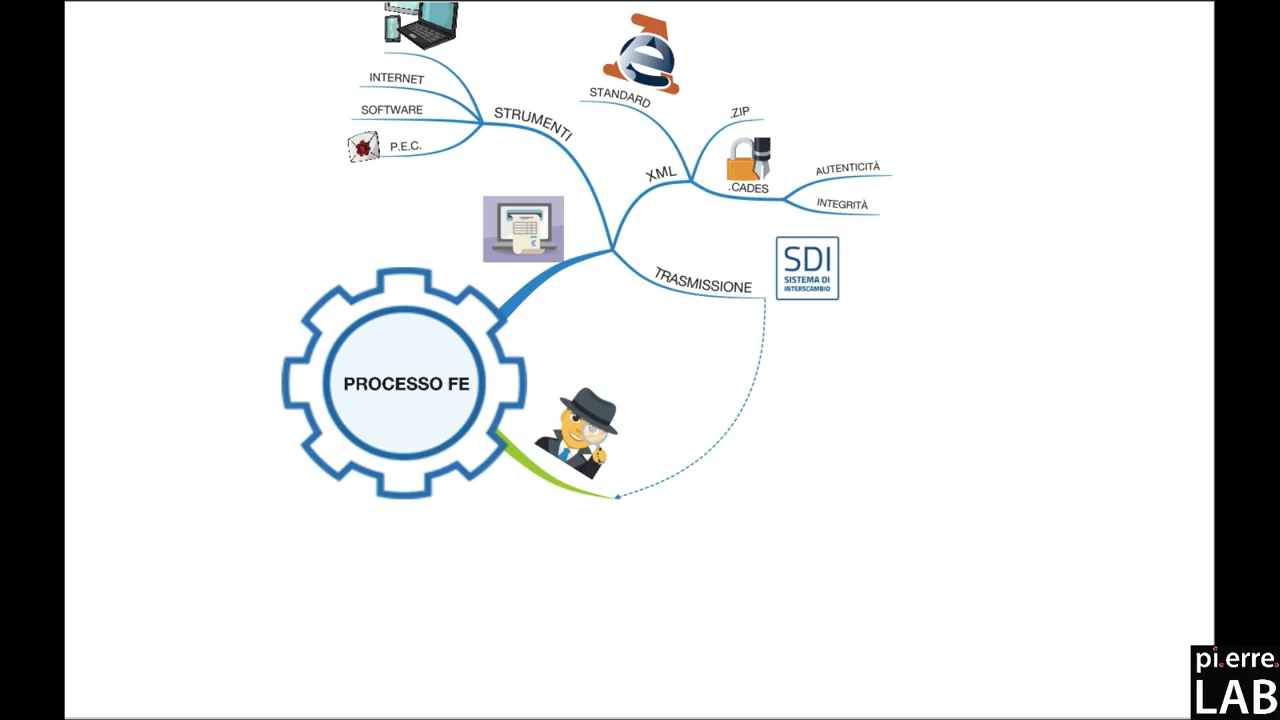 INTERNET
SOFTWARE
P.E.C.
STRUMENTI
STANDARD
.ZIP
XML
.CADES
AUTENTICITÀ
INTEGRITÀ
TRASMISSIONE
SDI
SISTEMA DI
INTERSCAMBIO
PROCESSO FE
pi.erre.
LAB